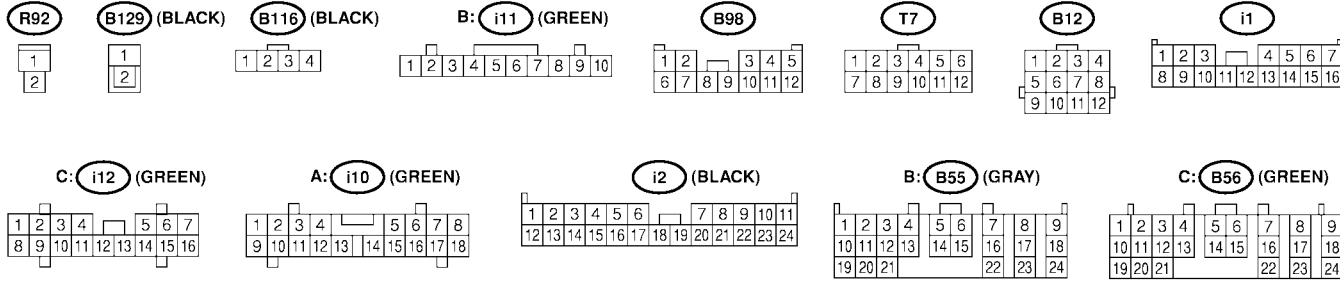 R92 B129 (BLACK) B116 (BLACK) B: i11 (GREEN) B98 T7 B12 i1
1 1 1 2 3 4 1 2 3 4 5 6 7 8 9 10 1 2 3 4 5 1 2 3 4 5 6 1 2 3 4 1 2 3 4 5 6 7
2 2 6 7 8 9 10 11 12 7 8 9 10 11 12 5 6 7 8 8 9 10 11 12 13 14 15 16
9 10 11 12
C: i12 (GREEN) A: i10 (GREEN) i2 (BLACK) B: B55 (GRAY) C: B56 (GREEN)
1 2 3 4 5 6 7 1 2 3 4 5 6 7 8 1 2 3 4 5 6 7 8 9 10 11 1 2 3 4 5 6 7 8 9 1 2 3 4 5 6 7 8 9
8 9 10 11 12 13 14 15 16 9 10 11 12 13 14 15 16 17 18 12 13 14 15 16 17 18 19 20 21 22 23 24 10 11 12 13 14 15 16 17 18 10 11 12 13 14 15 16 17 18
19 20 21 22 23 24 19 20 21 22 23 24